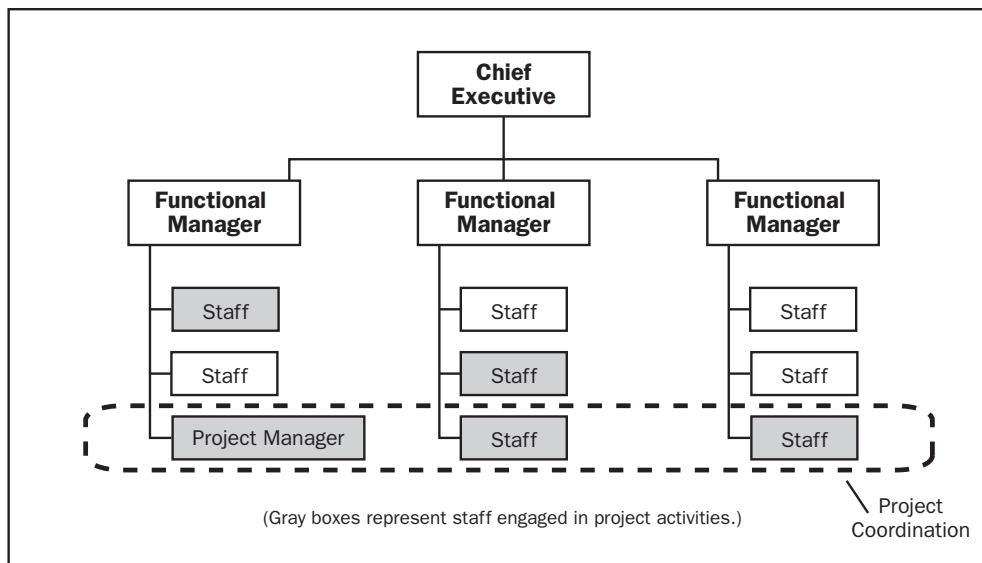 Chief
Executive
Functional
Manager
Functional
Manager
Functional
Manager
Staff
Staff
Staff
Staff
Staff
Staff
Project Manager
Staff
Staff
(Gray boxes represent staff engaged in project activities.)
Project
Coordination